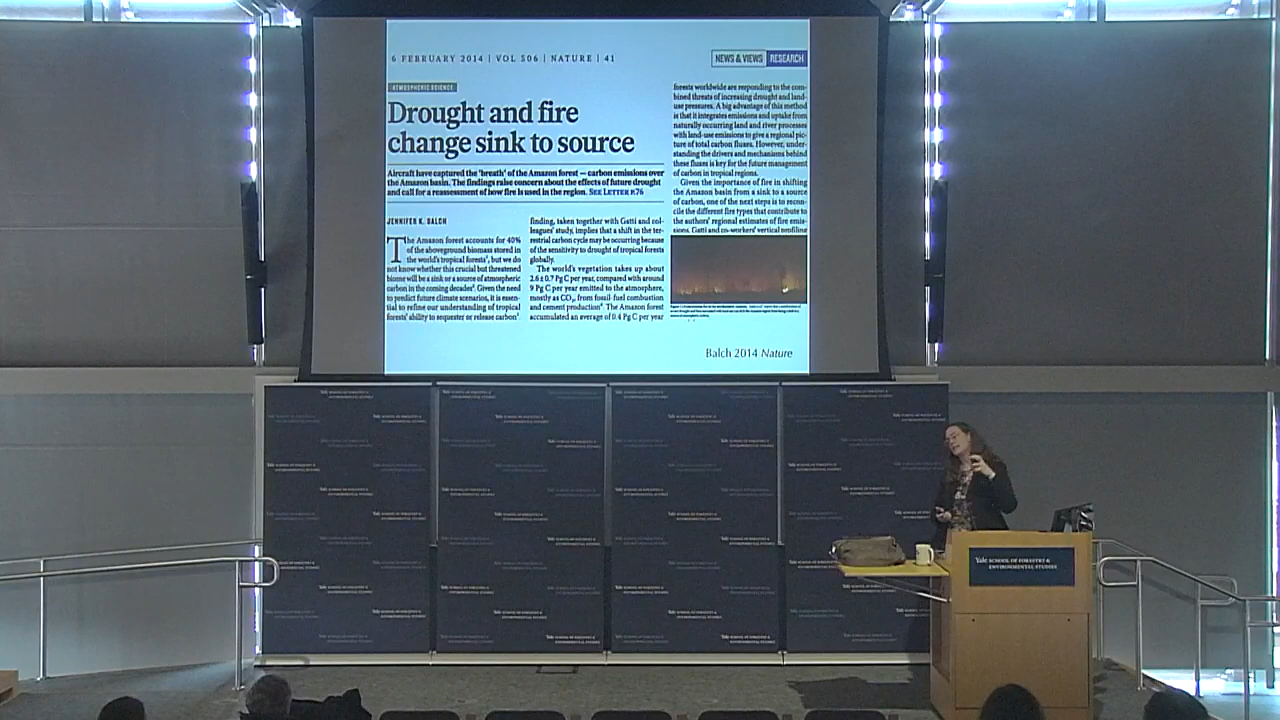 6 FEBRUARY 2014 | VOL 506 | NATURE | 41
NEWS & VIEWS RESEARCH
ATMOSPHERIC SCIENCE
Drought and fire
change sink to source
Aircraft have captured the 'breath' of the Amazon forest — carbon emissions over
the Amazon basin. The findings raise concern about the effects of future drought
and call for a reassessment of how fire is used in the region. SEE LETTER P.76
JENNIFER K. BALCH
The Amazon forest accounts for 40%
of the aboveground biomass stored in
the world's tropical forests¹, but we do
not know whether this crucial but threatened
biome will be a sink or a source of atmospheric
carbon in the coming decades². Given the need
to predict future climate scenarios, it is essen-
tial to refine our understanding of tropical
forests' ability to sequester or release carbon³.
finding, taken together with Gatti and col-
leagues' study, implies that a shift in the ter-
restrial carbon cycle may be occurring because
of the sensitivity to drought of tropical forests
globally.
The world's vegetation takes up about
2.6±0.7 Pg C per year, compared with around
9 Pg C per year emitted to the atmosphere,
mostly as CO₂, from fossil-fuel combustion
and cement production⁶. The Amazon forest
accumulated an average of 0.4 Pg C per year
forests worldwide are responding to the com-
bined threats of increasing drought and land-
use pressures. A big advantage of this method
is that it integrates emissions and uptake from
naturally occurring land and river processes
with land-use emissions to give a regional pic-
ture of total carbon fluxes. However, under-
standing the drivers and mechanisms behind
these fluxes is key for the future management
of carbon in tropical regions.
Given the importance of fire in shifting
the Amazon basin from a sink to a source
of carbon, one of the next steps is to recon-
cile the different fire types that contribute to
the authors' regional estimates of fire emis-
sions. Gatti and co-workers' vertical profiling
Balch 2014 Nature
Yale SCHOOL OF FORESTRY &
ENVIRONMENTAL STUDIES